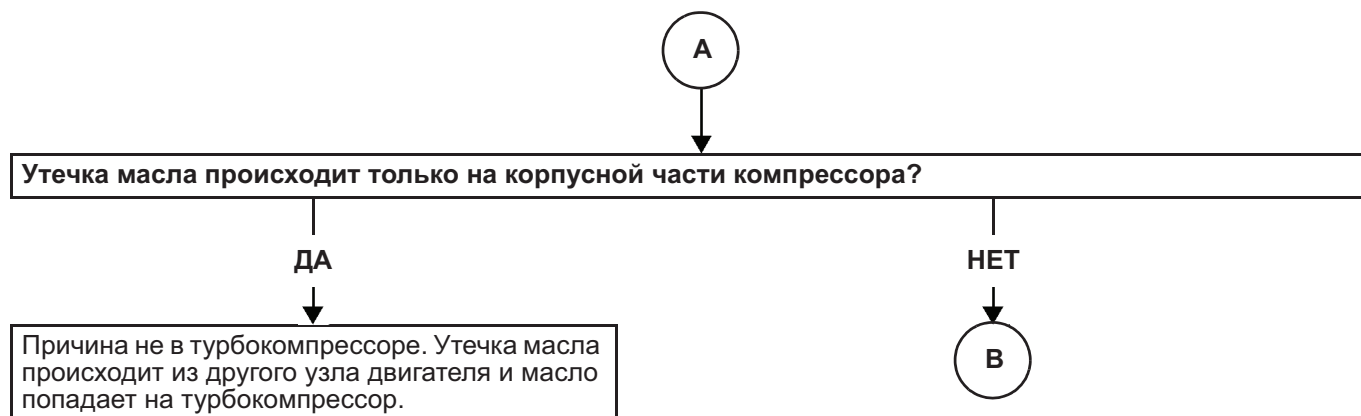 A
Утечка масла происходит только на корпусной части компрессора?
ДА
НЕТ
Причина не в турбокомпрессоре. Утечка масла
происходит из другого узла двигателя и масло
попадает на турбокомпрессор.
B